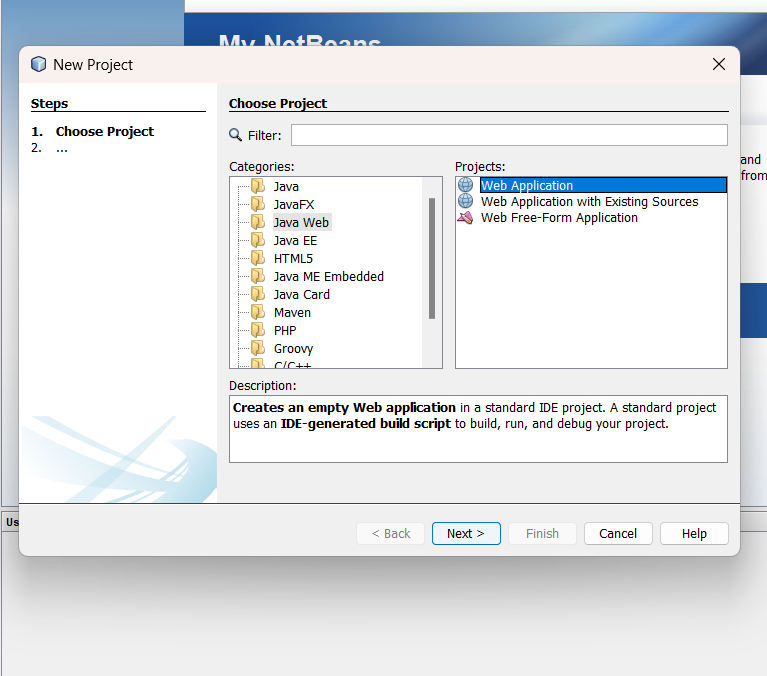 My NetBeans
New Project
Steps
1. Choose Project
2. ...
Choose Project
Filter:
Categories:
Java
JavaFX
Java Web
Java EE
HTML5
Java ME Embedded
Java Card
Maven
PHP
Groovy
C/C++
Projects:
Web Application
Web Application with Existing Sources
Web Free-Form Application
and
from
Description:
Creates an empty Web application in a standard IDE project. A standard project
uses an IDE-generated build script to build, run, and debug your project.
Us
< Back
Next >
Finish
Cancel
Help